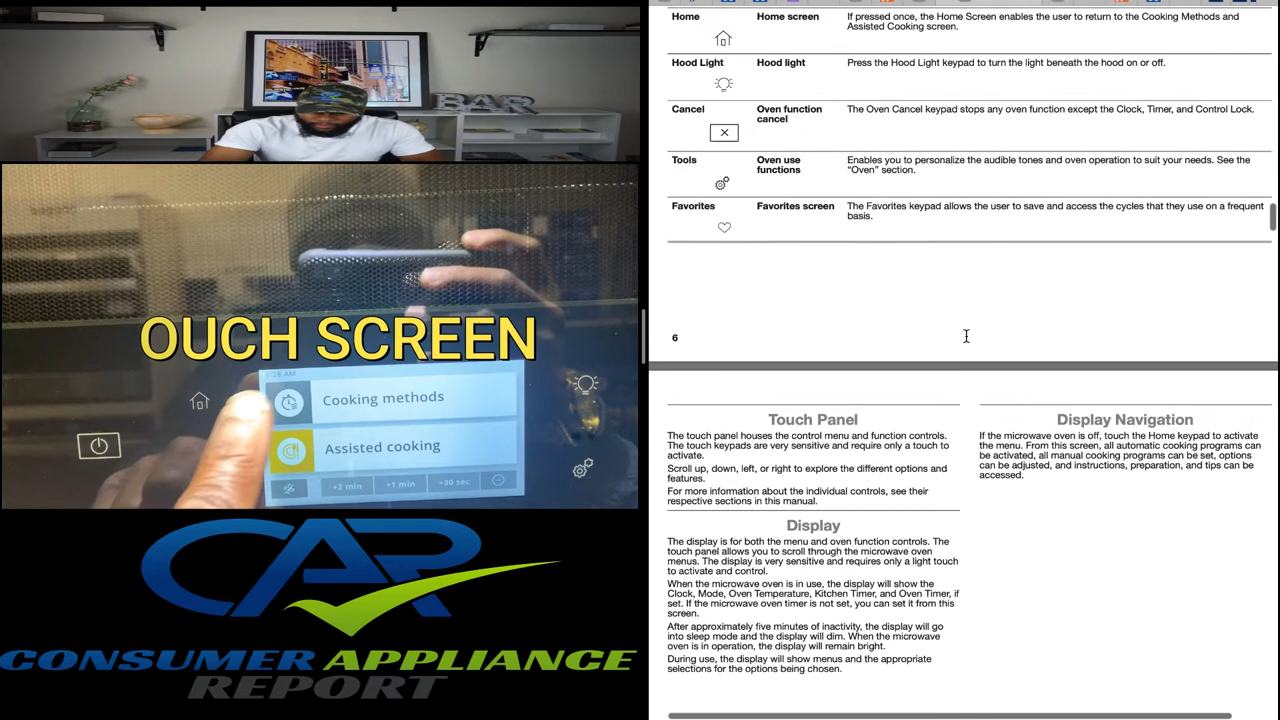 BAR
OUCH SCREEN
:28 AM
Cooking methods
Assisted cooking
+2 min
+1 min
+30 sec
CAR
CONSUMER APPLIANCE
REPORT
Home
Home screen
If pressed once, the Home Screen enables the user to return to the Cooking Methods and
Assisted Cooking screen.
Hood Light
Hood light
Press the Hood Light keypad to turn the light beneath the hood on or off.
Cancel
Oven function
cancel
The Oven Cancel keypad stops any oven function except the Clock, Timer, and Control Lock.
Tools
Oven use
functions
Enables you to personalize the audible tones and oven operation to suit your needs. See the
“Oven” section.
Favorites
Favorites screen
The Favorites keypad allows the user to save and access the cycles that they use on a frequent
basis.
6
Touch Panel
The touch panel houses the control menu and function controls.
The touch keypads are very sensitive and require only a touch to
activate.
Scroll up, down, left, or right to explore the different options and
features.
For more information about the individual controls, see their
respective sections in this manual.
Display
The display is for both the menu and oven function controls. The
touch panel allows you to scroll through the microwave oven
menus. The display is very sensitive and requires only a light touch
to activate and control.
When the microwave oven is in use, the display will show the
Clock, Mode, Oven Temperature, Kitchen Timer, and Oven Timer, if
set. If the microwave oven timer is not set, you can set it from this
screen.
After approximately five minutes of inactivity, the display will go
into sleep mode and the display will dim. When the microwave
oven is in operation, the display will remain bright.
During use, the display will show menus and the appropriate
selections for the options being chosen.
Display Navigation
If the microwave oven is off, touch the Home keypad to activate
the menu. From this screen, all automatic cooking programs can
be activated, all manual cooking programs can be set, options
can be adjusted, and instructions, preparation, and tips can be
accessed.